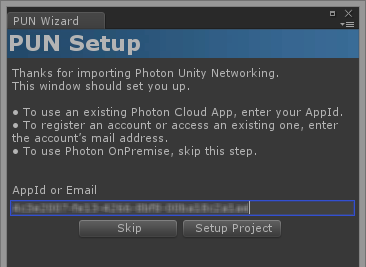 PUN Wizard
PUN Setup
Thanks for importing Photon Unity Networking.
This window should set you up.
● To use an existing Photon Cloud App, enter your AppId.
● To register an account or access an existing one, enter
the account's mail address.
● To use Photon OnPremise, skip this step.
AppId or Email
Skip
Setup Project